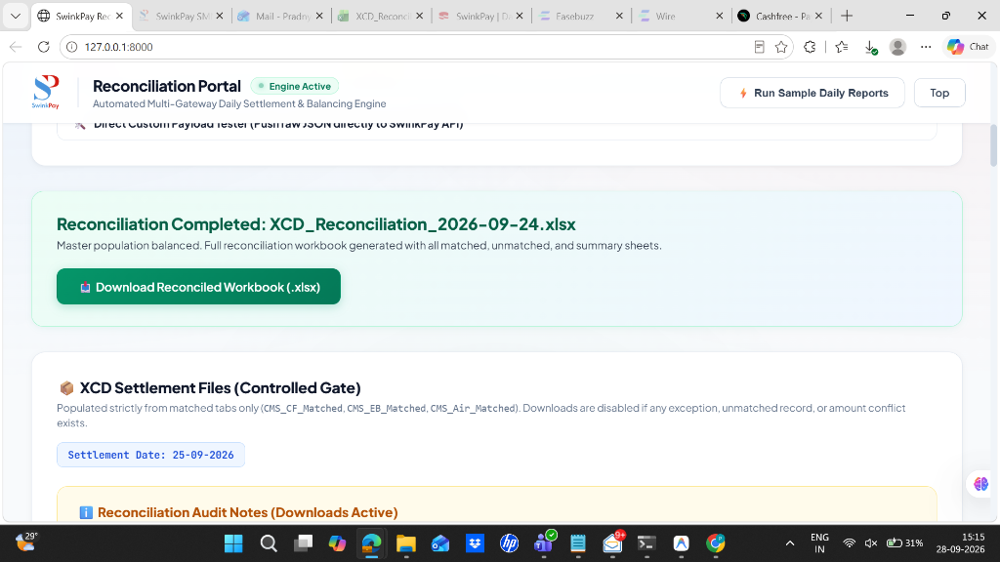 SwinkPay Rec
SwinkPay SM
Mail - Pradny
XCD_Reconcil
SwinkPay | D
Easebuzz
Wire
Cashfree - Pa
127.0.0.1:8000
Chat
SwinkPay
Reconciliation Portal
Engine Active
Automated Multi-Gateway Daily Settlement & Balancing Engine
Run Sample Daily Reports
Top
Direct Custom Payload Tester (Push raw JSON directly to SwinkPay API)
Reconciliation Completed: XCD_Reconciliation_2026-09-24.xlsx
Master population balanced. Full reconciliation workbook generated with all matched, unmatched, and summary sheets.
Download Reconciled Workbook (.xlsx)
XCD Settlement Files (Controlled Gate)
Populated strictly from matched tabs only (CMS_CF_Matched, CMS_EB_Matched, CMS_Air_Matched). Downloads are disabled if any exception, unmatched record, or amount conflict
exists.
Settlement Date: 25-09-2026
Reconciliation Audit Notes (Downloads Active)
29°
9+
ENG
IN
31%
15:15
28-09-2026